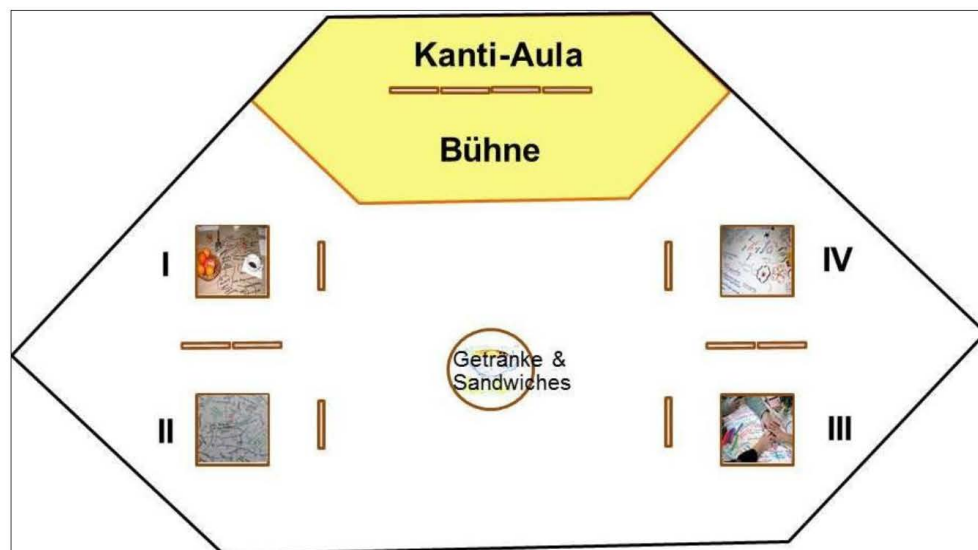 Kanti-Aula
Bühne
I
IV
Getränke &
Sandwiches
II
III